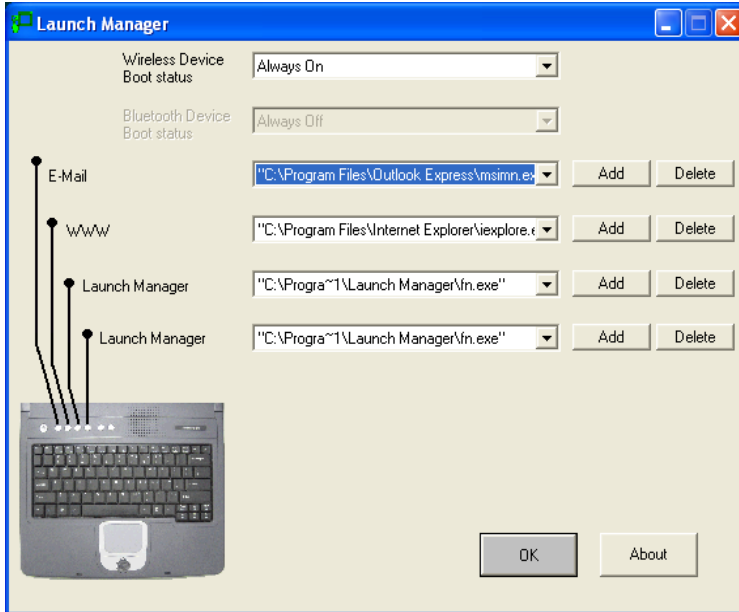 Launch Manager
Wireless Device
Boot status
Always On
Bluetooth Device
Boot status
Always Off
E-Mail
"C:\Program Files\Outlook Express\msimn.ex
Add
Delete
WWW
"C:\Program Files\Internet Explorer\iexplore.e
Add
Delete
Launch Manager
"C:\Progra~1\Launch Manager\fn.exe"
Add
Delete
Launch Manager
"C:\Progra~1\Launch Manager\fn.exe"
Add
Delete
OK
About